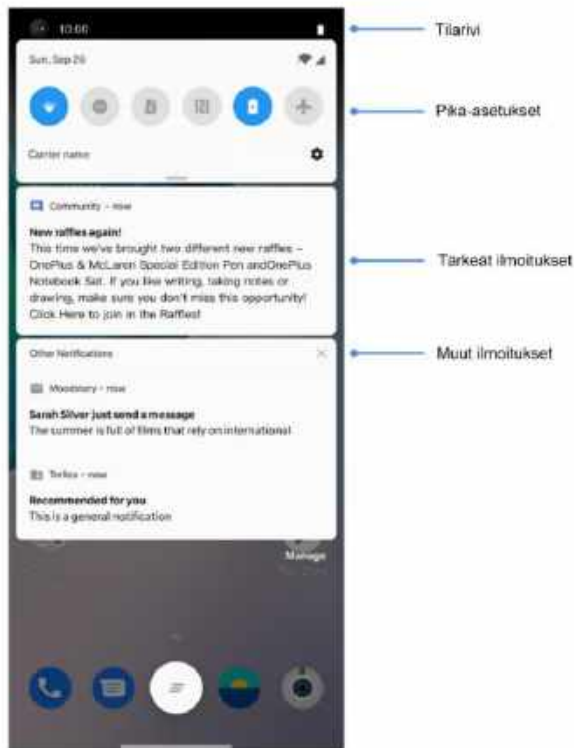 10:00
Tilarivi
Sun, Sep 20
Pika-asetukset
Carrier name
Community • now
New raffles again!
This time we've brought two different new raffles –
OnePlus & McLaren Special Edition Pen andOnePlus
Notebook Set. If you like writing, taking notes or
drawing, make sure you don't miss this opportunity!
Click Here to join in the Raffles!
Tärkeät ilmoitukset
Other Notifications
Muut ilmoitukset
• now
Sarah Silver just send a message
The summer is full of films that rely on international
• now
Recommended for you
This is a general notification
Manage